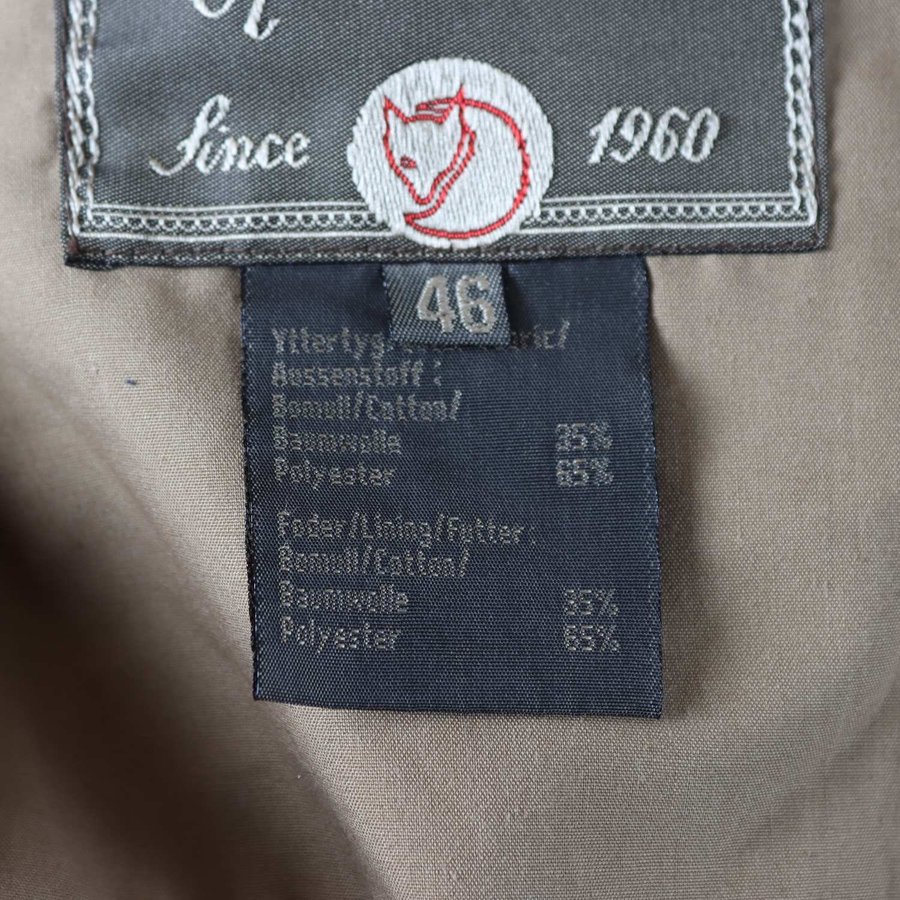 Since 1960
46
Yttertyg/
Aussenstoff:
Bomull/Cotton/
Baumwolle 35%
Polyester 65%
Foder/Lining/Futter:
Bomull/Cotton/
Baumwolle 35%
Polyester 65%